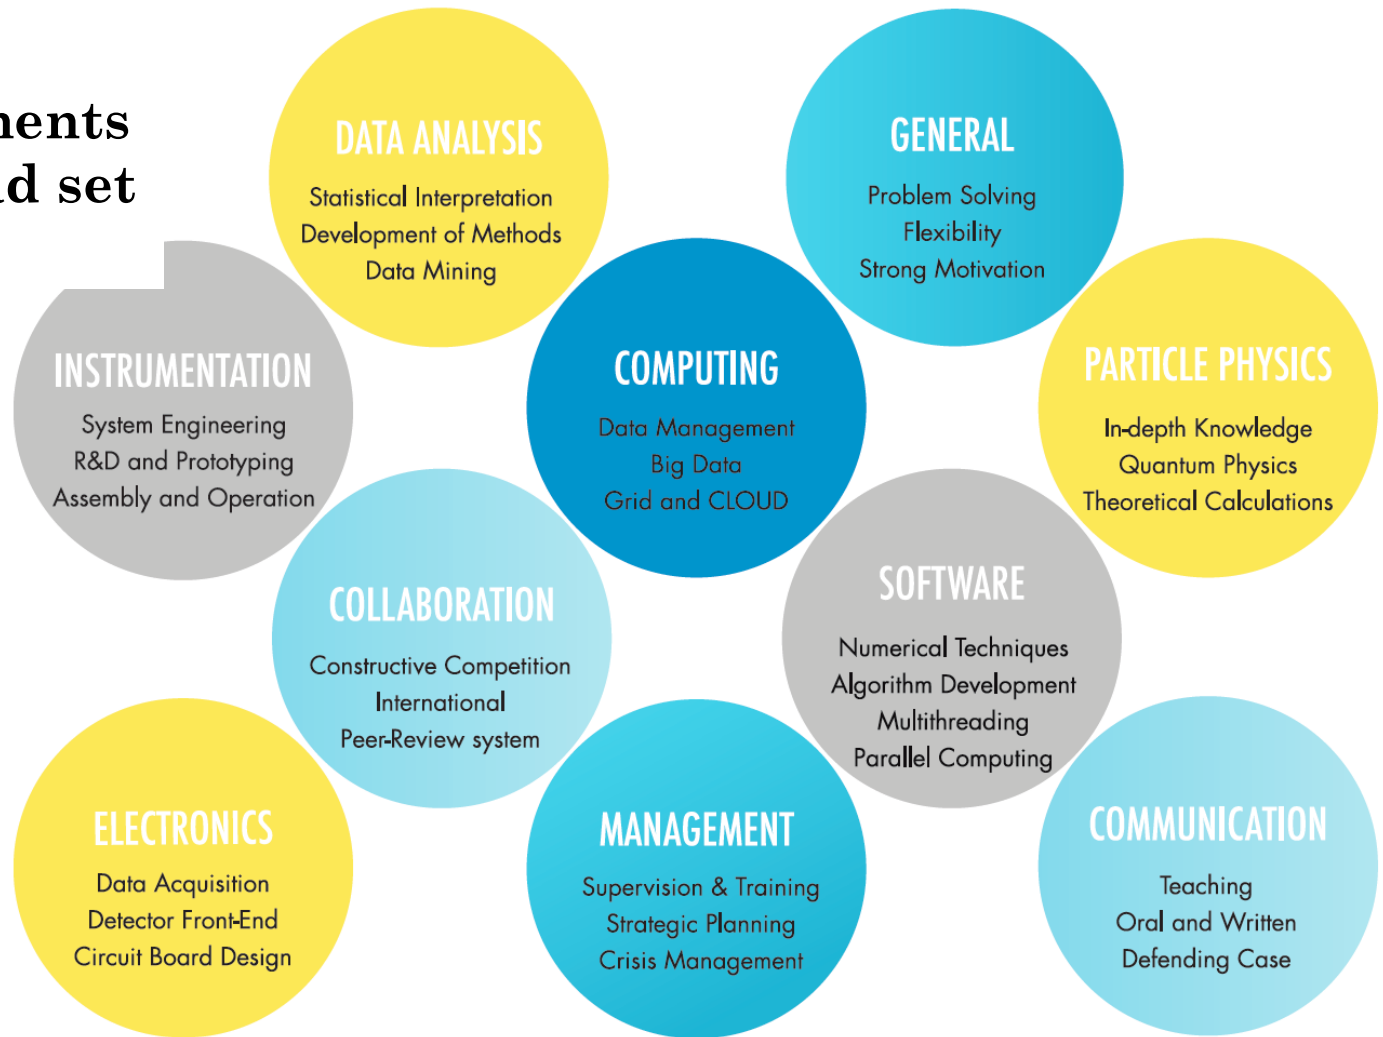 set
DATA ANALYSIS
Statistical Interpretation
Development of Methods
Data Mining
GENERAL
Problem Solving
Flexibility
Strong Motivation
INSTRUMENTATION
System Engineering
R&D and Prototyping
Assembly and Operation
COMPUTING
Data Management
Big Data
Grid and CLOUD
PARTICLE PHYSICS
In-depth Knowledge
Quantum Physics
Theoretical Calculations
COLLABORATION
Constructive Competition
International
Peer-Review system
SOFTWARE
Numerical Techniques
Algorithm Development
Multithreading
Parallel Computing
ELECTRONICS
Data Acquisition
Detector Front-End
Circuit Board Design
MANAGEMENT
Supervision & Training
Strategic Planning
Crisis Management
COMMUNICATION
Teaching
Oral and Written
Defending Case